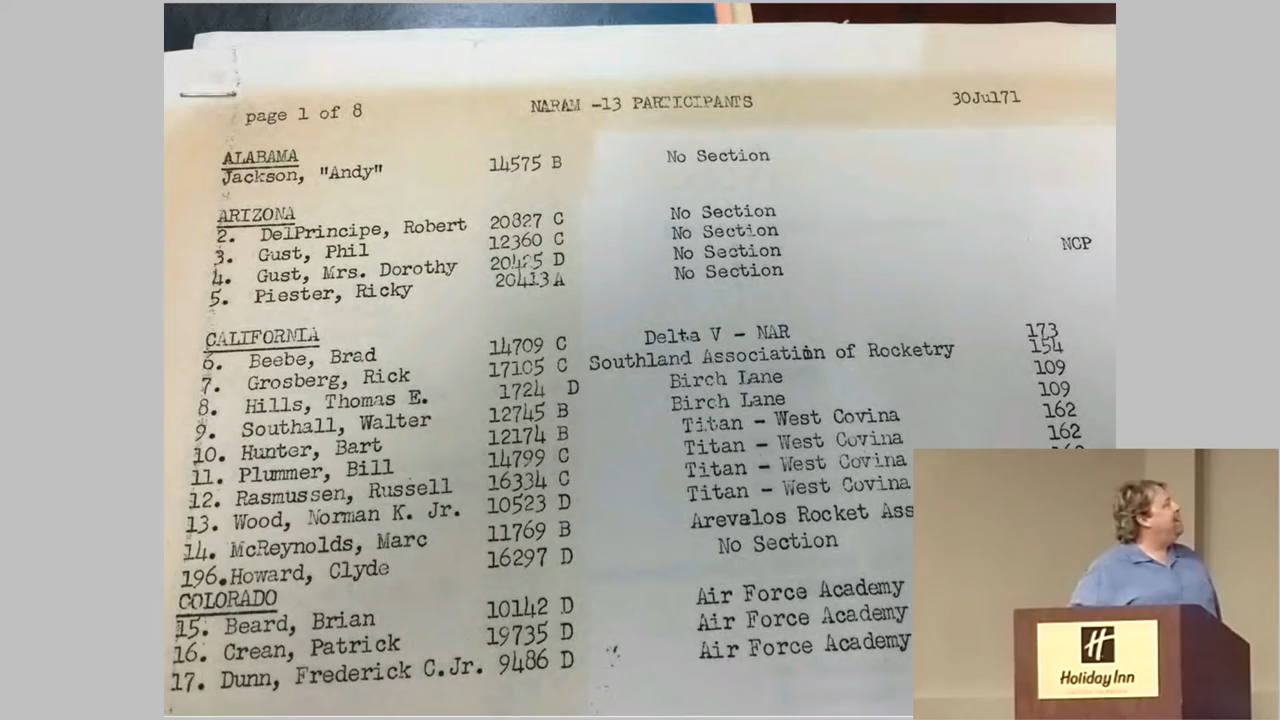 page 1 of 8 NARAM -13 PARTICIPANTS 30Jul71
ALABAMA
Jackson, "Andy" 14575 B No Section
ARIZONA
2. DelPrincipe, Robert 20827 C No Section
3. Gust, Phil 12360 C No Section
4. Gust, Mrs. Dorothy 20425 D No Section NCP
5. Piester, Ricky 20413 A No Section
CALIFORNIA
6. Beebe, Brad 14709 C Delta V - NAR 173
7. Grosberg, Rick 17105 C Southland Association of Rocketry 154
8. Hills, Thomas E. 1724 D Birch Lane 109
9. Southall, Walter 12745 B Birch Lane 109
10. Hunter, Bart 12174 B Titan - West Covina 162
11. Plummer, Bill 14799 C Titan - West Covina 162
12. Rasmussen, Russell 16334 C Titan - West Covina
13. Wood, Norman K. Jr. 10523 D Titan - West Covina
14. McReynolds, Marc 11769 B Arevalos Rocket Ass
196. Howard, Clyde 16297 D No Section
COLORADO
15. Beard, Brian 10142 D Air Force Academy
16. Crean, Patrick 19735 D Air Force Academy
17. Dunn, Frederick C.Jr. 9486 D Air Force Academy
H
Holiday Inn